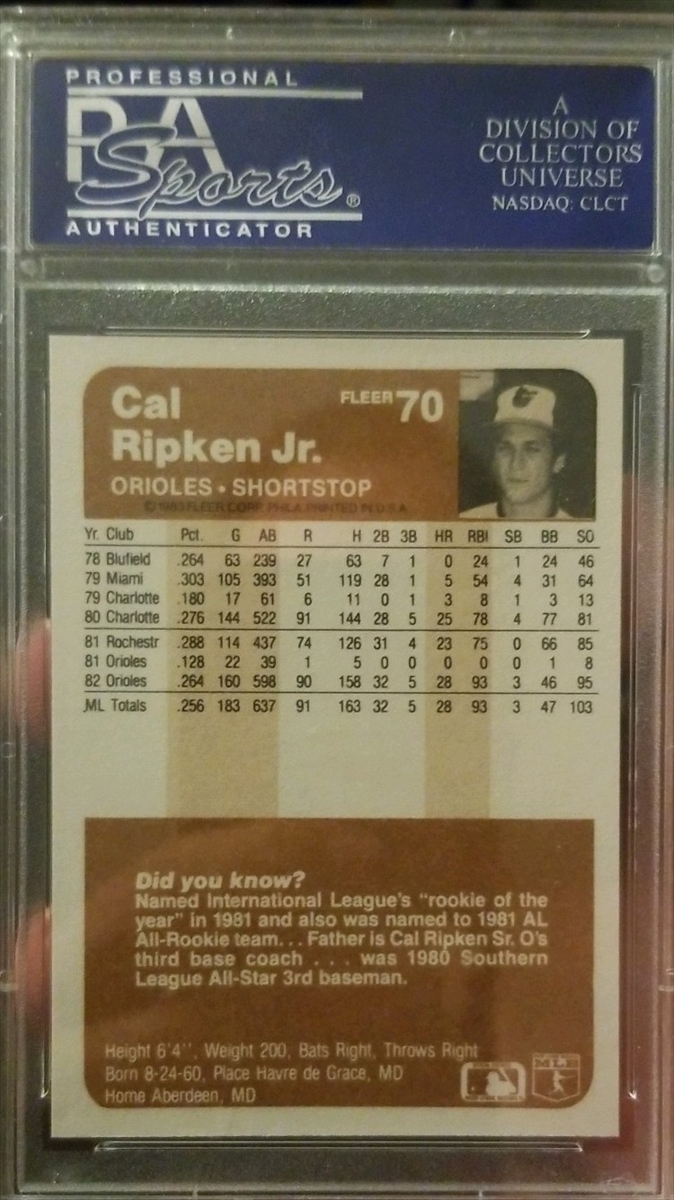 PROFESSIONAL
PSA
Sports®
AUTHENTICATOR
A
DIVISION OF
COLLECTORS
UNIVERSE
NASDAQ: CLCT
Cal
Ripken Jr.
FLEER 70
ORIOLES • SHORTSTOP
© 1983 FLEER CORP. PHILA. PRINTED IN U.S.A.
Yr. Club Pct. G AB R H 2B 3B HR RBI SB BB SO
78 Blufield .264 63 239 27 63 7 1 0 24 1 24 46
79 Miami .303 105 393 51 119 28 1 5 54 4 31 64
79 Charlotte .180 17 61 6 11 0 1 3 8 1 3 13
80 Charlotte .276 144 522 91 144 28 5 25 78 4 77 81
81 Rochestr .288 114 437 74 126 31 4 23 75 0 66 85
81 Orioles .128 22 39 1 5 0 0 0 0 0 1 8
82 Orioles .264 160 598 90 158 32 5 28 93 3 46 95
ML Totals .256 183 637 91 163 32 5 28 93 3 47 103
Did you know?
Named International League's "rookie of the
year" in 1981 and also was named to 1981 AL
All-Rookie team... Father is Cal Ripken Sr. O's
third base coach . . . was 1980 Southern
League All-Star 3rd baseman.
Height 6'4'', Weight 200, Bats Right, Throws Right
Born 8-24-60, Place Havre de Grace, MD
Home Aberdeen, MD